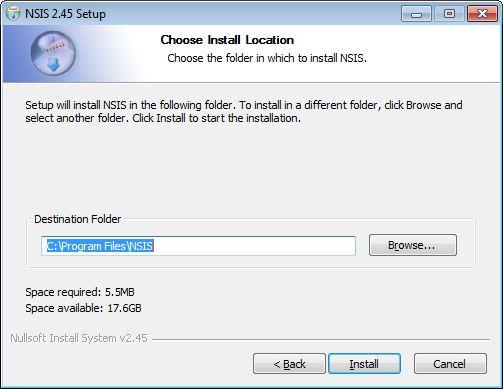 NSIS 2.45 Setup
Choose Install Location
Choose the folder in which to install NSIS.
Setup will install NSIS in the following folder. To install in a different folder, click Browse and
select another folder. Click Install to start the installation.
Destination Folder
C:\Program Files\NSIS
Browse...
Space required: 5.5MB
Space available: 17.6GB
Nullsoft Install System v2.45
< Back
Install
Cancel